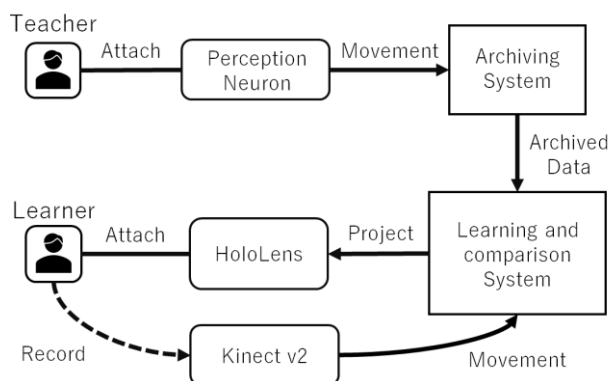 Teacher
Attach
Perception
Neuron
Movement
Archiving
System
Archived
Data
Learner
Attach
HoloLens
Project
Learning and
comparison
System
Record
Kinect v2
Movement